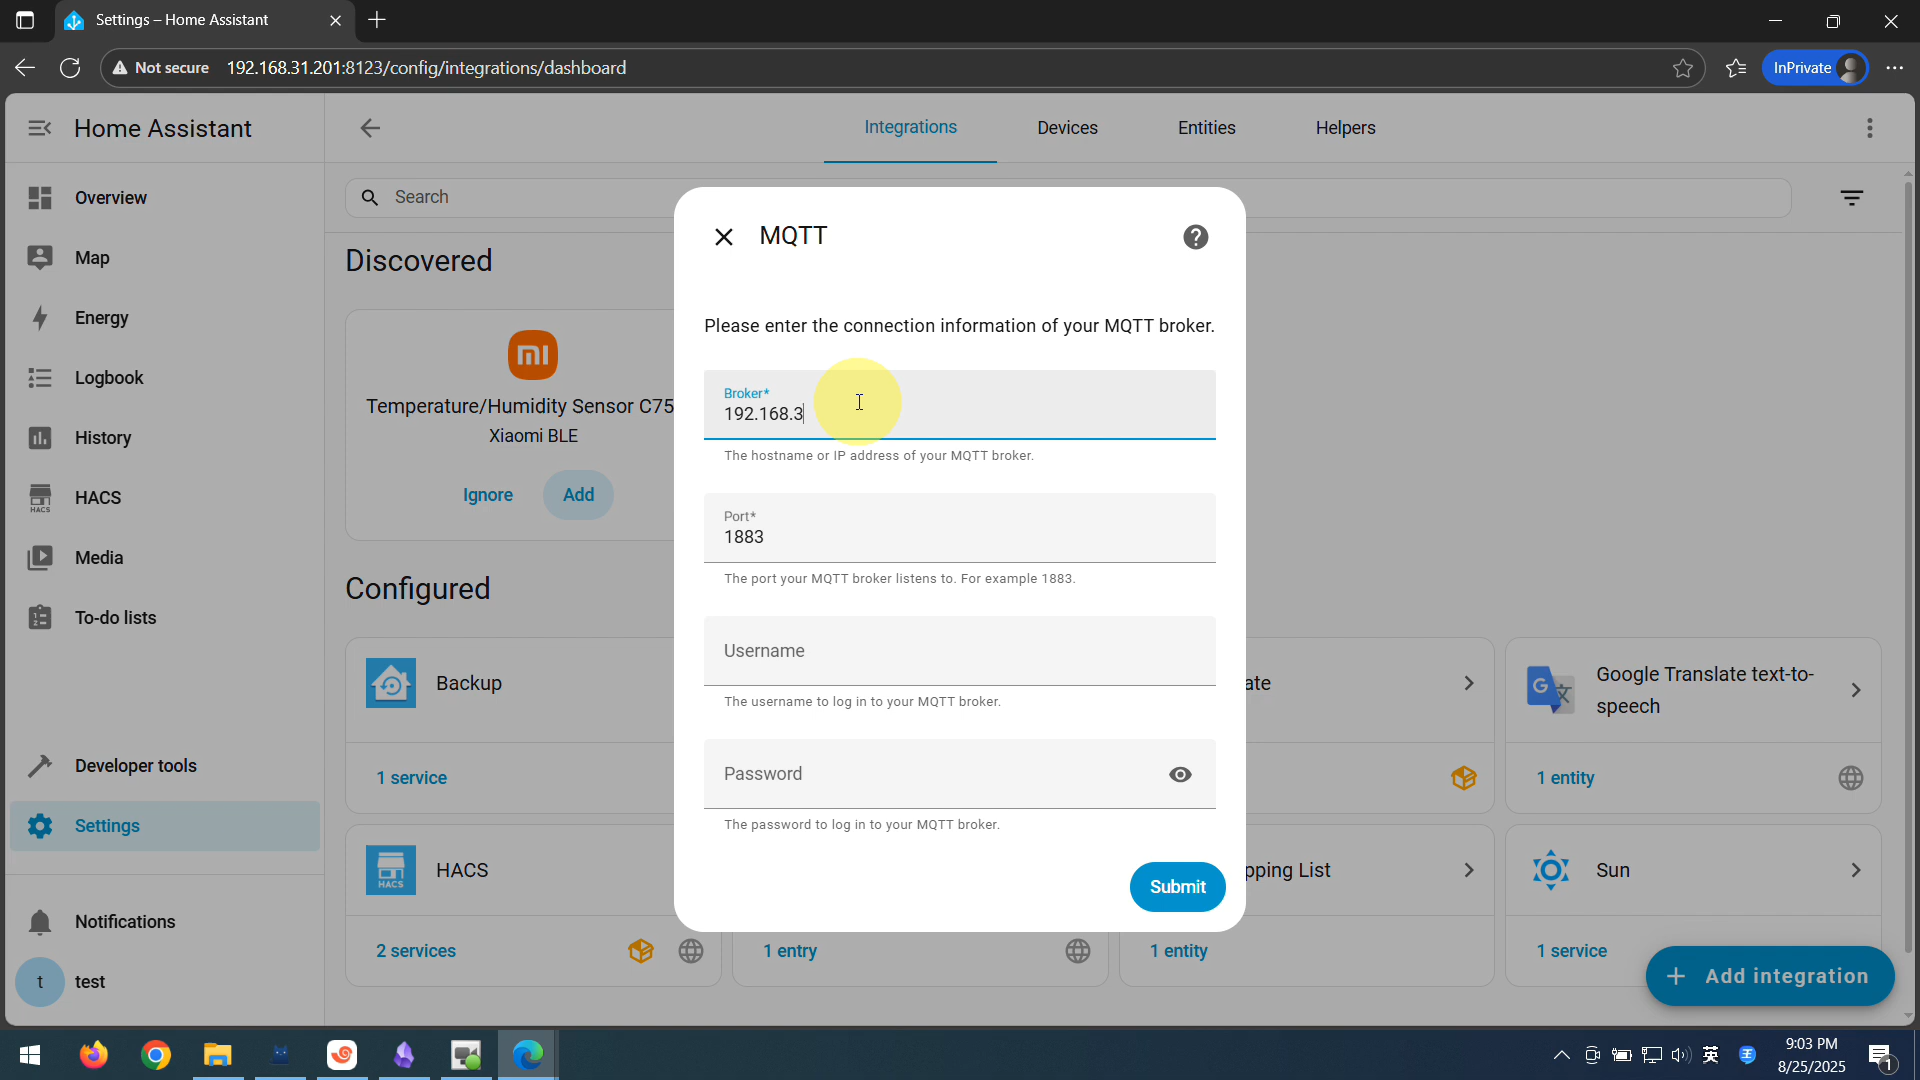 Settings – Home Assistant
Not secure 192.168.31.201:8123/config/integrations/dashboard
InPrivate
Home Assistant
Integrations
Devices
Entities
Helpers
Overview
Map
Energy
Logbook
History
HACS
HACS
Media
To-do lists
Developer tools
Settings
Notifications
t
test
Search
Discovered
Temperature/Humidity Sensor C75
Xiaomi BLE
Ignore
Add
Configured
Backup
1 service
ate
Google Translate text-to-
speech
1 entity
HACS
HACS
2 services
1 entry
pping List
1 entity
Sun
1 service
Add integration
MQTT
Please enter the connection information of your MQTT broker.
Broker*
192.168.3
The hostname or IP address of your MQTT broker.
Port*
1883
The port your MQTT broker listens to. For example 1883.
Username
The username to log in to your MQTT broker.
Password
The password to log in to your MQTT broker.
Submit
英
9:03 PM
8/25/2025
1